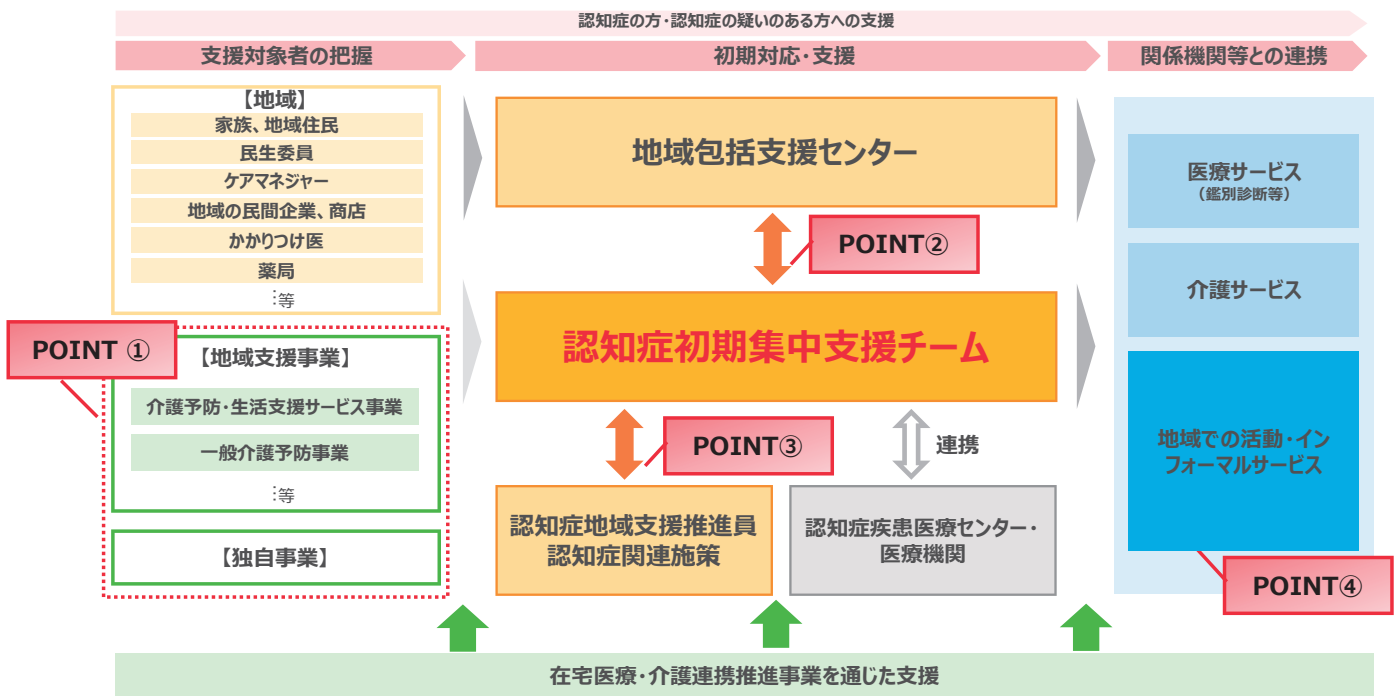 認知症の方・認知症の疑いのある方への支援
支援対象者の把握
初期対応・支援
関係機関等との連携
【地域】
家族、地域住民
民生委員
ケアマネジャー
地域の民間企業、商店
かかりつけ医
薬局
…等
POINT ①
【地域支援事業】
介護予防・生活支援サービス事業
一般介護予防事業
…等
【独自事業】
地域包括支援センター
POINT②
認知症初期集中支援チーム
POINT③
連携
認知症地域支援推進員
認知症関連施策
認知症疾患医療センター・
医療機関
医療サービス
（鑑別診断等）
介護サービス
地域での活動・イン
フォーマルサービス
POINT④
在宅医療・介護連携推進事業を通じた支援